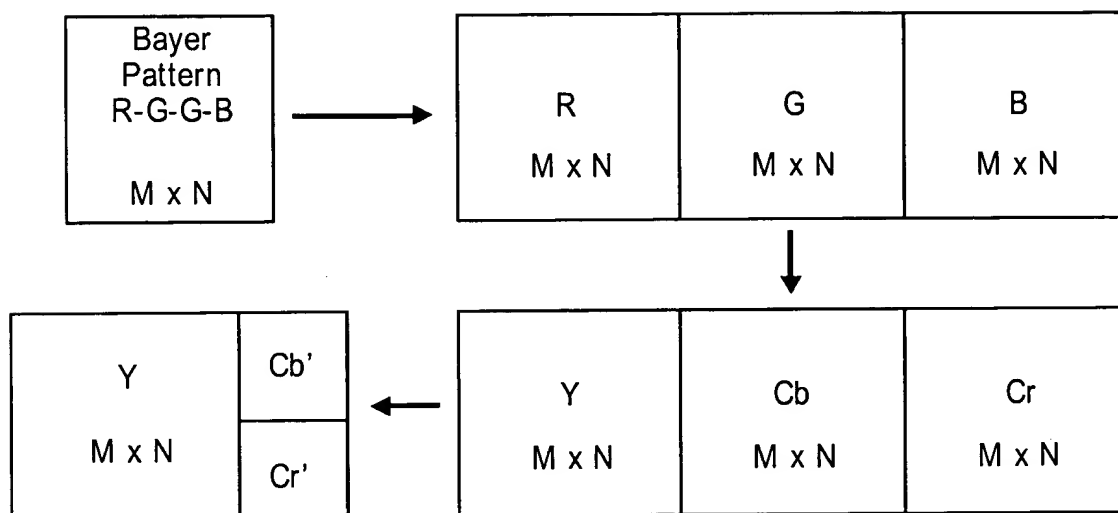 Bayer
Pattern
R-G-G-B
M x N
R
M x N
G
M x N
B
M x N
Y
M x N
Cb'
Cr'
Y
M x N
Cb
M x N
Cr
M x N